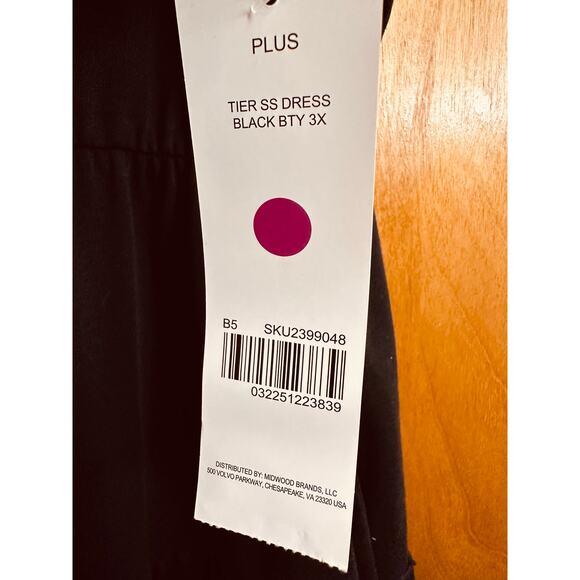 PLUS
TIER SS DRESS
BLACK BTY 3X
B5 SKU2399048
032251223839
DISTRIBUTED BY: MIDWOOD BRANDS, LLC
500 VOLVO PARKWAY, CHESAPEAKE, VA 23320 USA